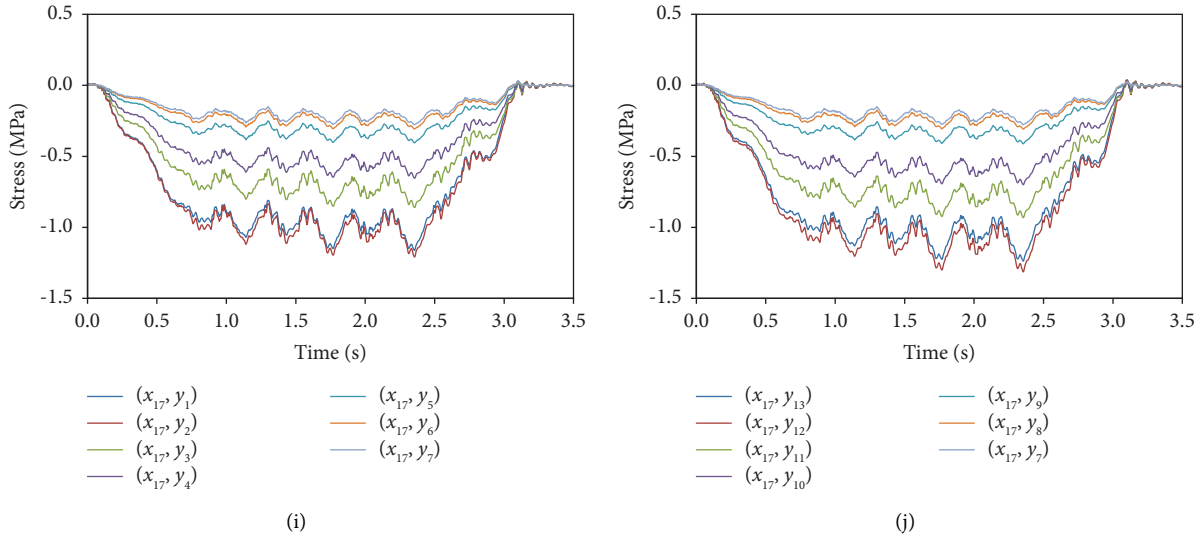 0.5
0.0
-0.5
-1.0
-1.5
Stress (MPa)
0.0 0.5 1.0 1.5 2.0 2.5 3.0 3.5
Time (s)
(x17, y1)
(x17, y2)
(x17, y3)
(x17, y4)
(x17, y5)
(x17, y6)
(x17, y7)
(i)
0.5
0.0
-0.5
-1.0
-1.5
Stress (MPa)
0.0 0.5 1.0 1.5 2.0 2.5 3.0 3.5
Time (s)
(x17, y13)
(x17, y12)
(x17, y11)
(x17, y10)
(x17, y9)
(x17, y8)
(x17, y7)
(j)